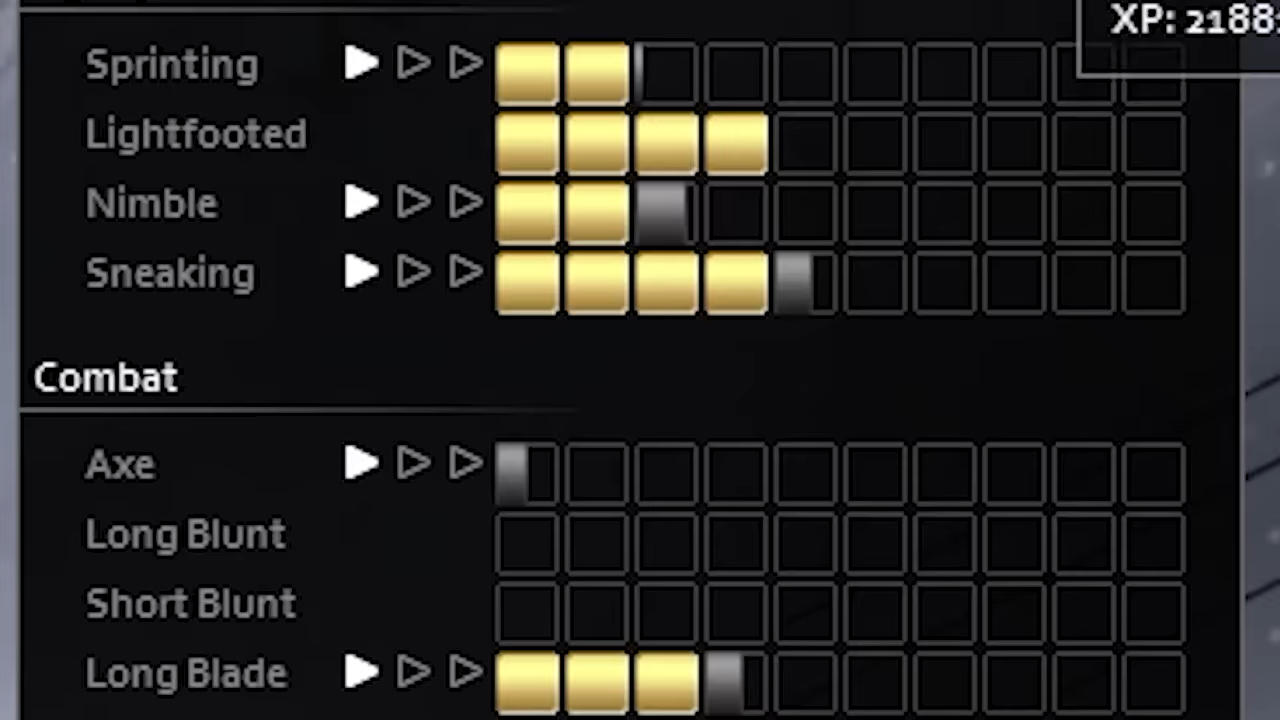 XP: 2188
Sprinting
Lightfooted
Nimble
Sneaking
Combat
Axe
Long Blunt
Short Blunt
Long Blade